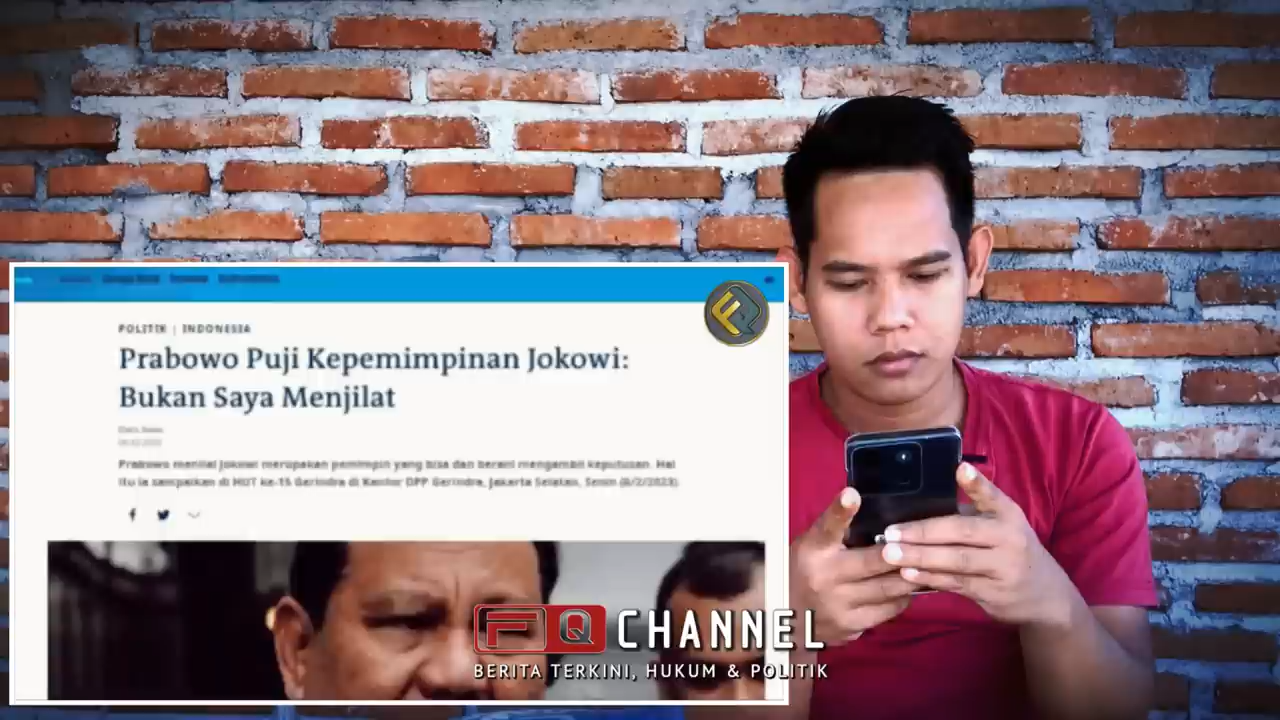 POLITIK | INDONESIA
Prabowo Puji Kepemimpinan Jokowi:
Bukan Saya Menjilat
Prabowo menilai Jokowi merupakan pemimpin yang bisa dan berani mengambil keputusan. Hal
itu ia sampaikan di HUT ke-15 Gerindra di Kantor DPP Gerindra, Jakarta Selatan, Senin (6/2/2023).
FQ CHANNEL
BERITA TERKINI, HUKUM & POLITIK